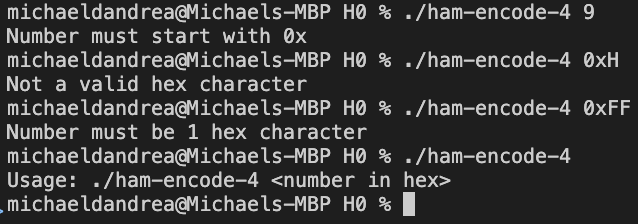 michaeldandrea@Michaels-MBP H0 % ./ham-encode-4 9
Number must start with 0x
michaeldandrea@Michaels-MBP H0 % ./ham-encode-4 0xH
Not a valid hex character
michaeldandrea@Michaels-MBP H0 % ./ham-encode-4 0xFF
Number must be 1 hex character
michaeldandrea@Michaels-MBP H0 % ./ham-encode-4
Usage: ./ham-encode-4 <number in hex>
michaeldandrea@Michaels-MBP H0 %